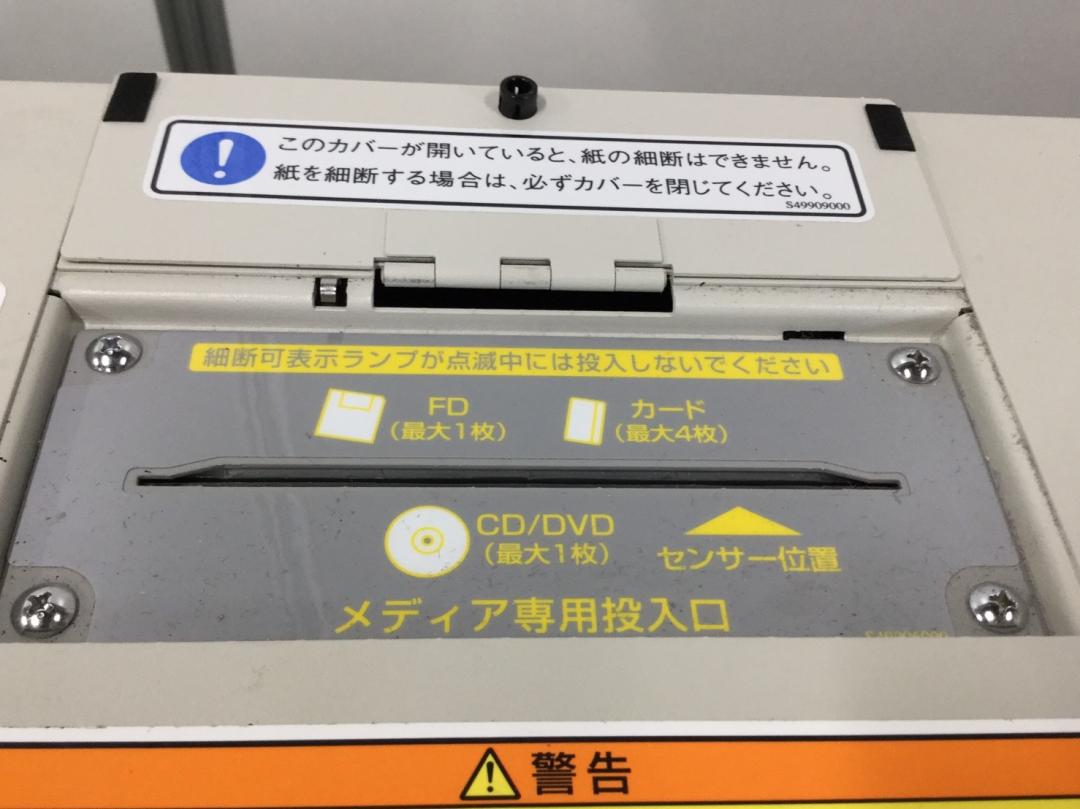 このカバーが開いていると、紙の細断はできません。
紙を細断する場合は、必ずカバーを閉じてください。
S49909000
細断可表示ランプが点滅中には投入しないでください
FD
(最大1枚)
カード
(最大4枚)
CD/DVD
(最大1枚)
センサー位置
メディア専用投入口
警告